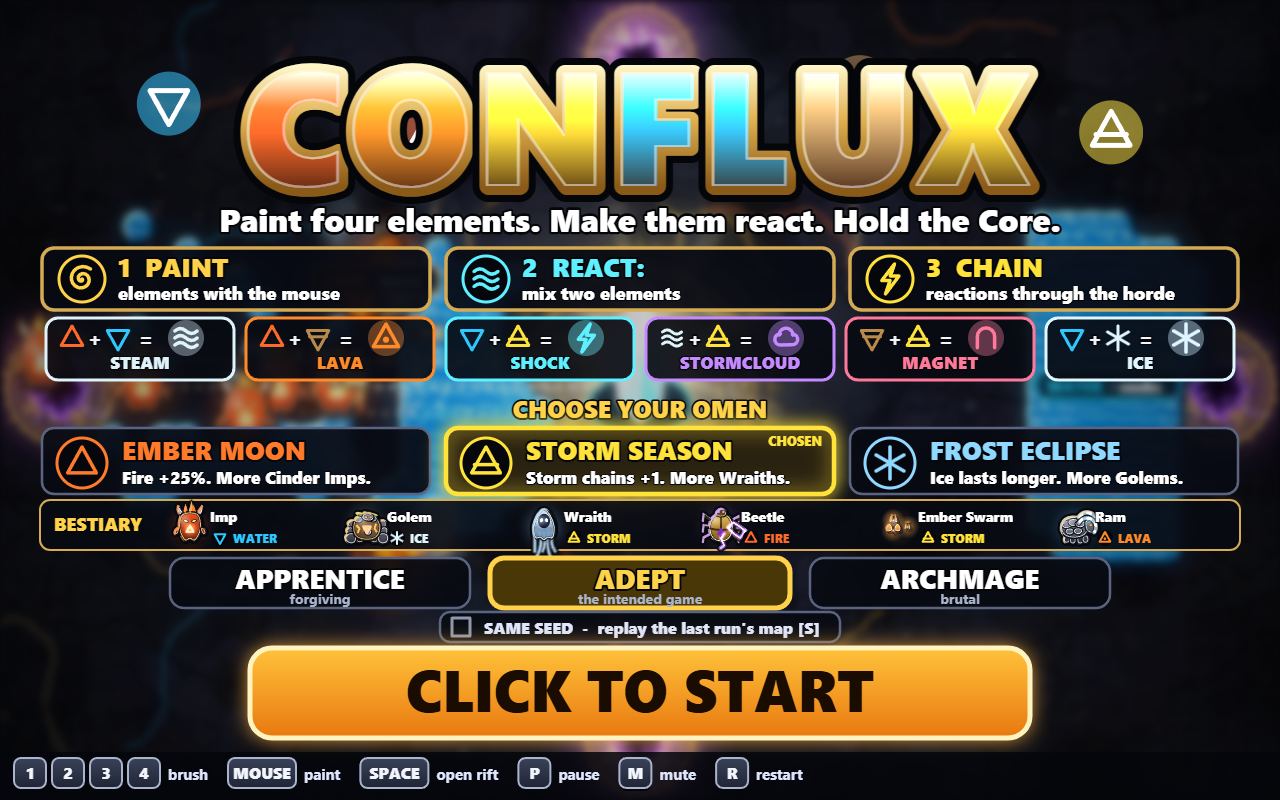 CONFLUX
Paint four elements. Make them react. Hold the Core.
1 PAINT
elements with the mouse
2 REACT:
mix two elements
3 CHAIN
reactions through the horde
+ =
STEAM
+ =
LAVA
+ =
SHOCK
+ =
STORMCLOUD
+ =
MAGNET
+ =
ICE
CHOOSE YOUR OMEN
EMBER MOON
Fire +25%. More Cinder Imps.
STORM SEASON CHOSEN
Storm chains +1. More Wraiths.
FROST ECLIPSE
Ice lasts longer. More Golems.
BESTIARY
Imp
WATER
Golem
ICE
Wraith
STORM
Beetle
FIRE
Ember Swarm
STORM
Ram
LAVA
APPRENTICE
forgiving
ADEPT
the intended game
ARCHMAGE
brutal
SAME SEED - replay the last run's map [S]
CLICK TO START
1 2 3 4 brush MOUSE paint SPACE open rift P pause M mute R restart